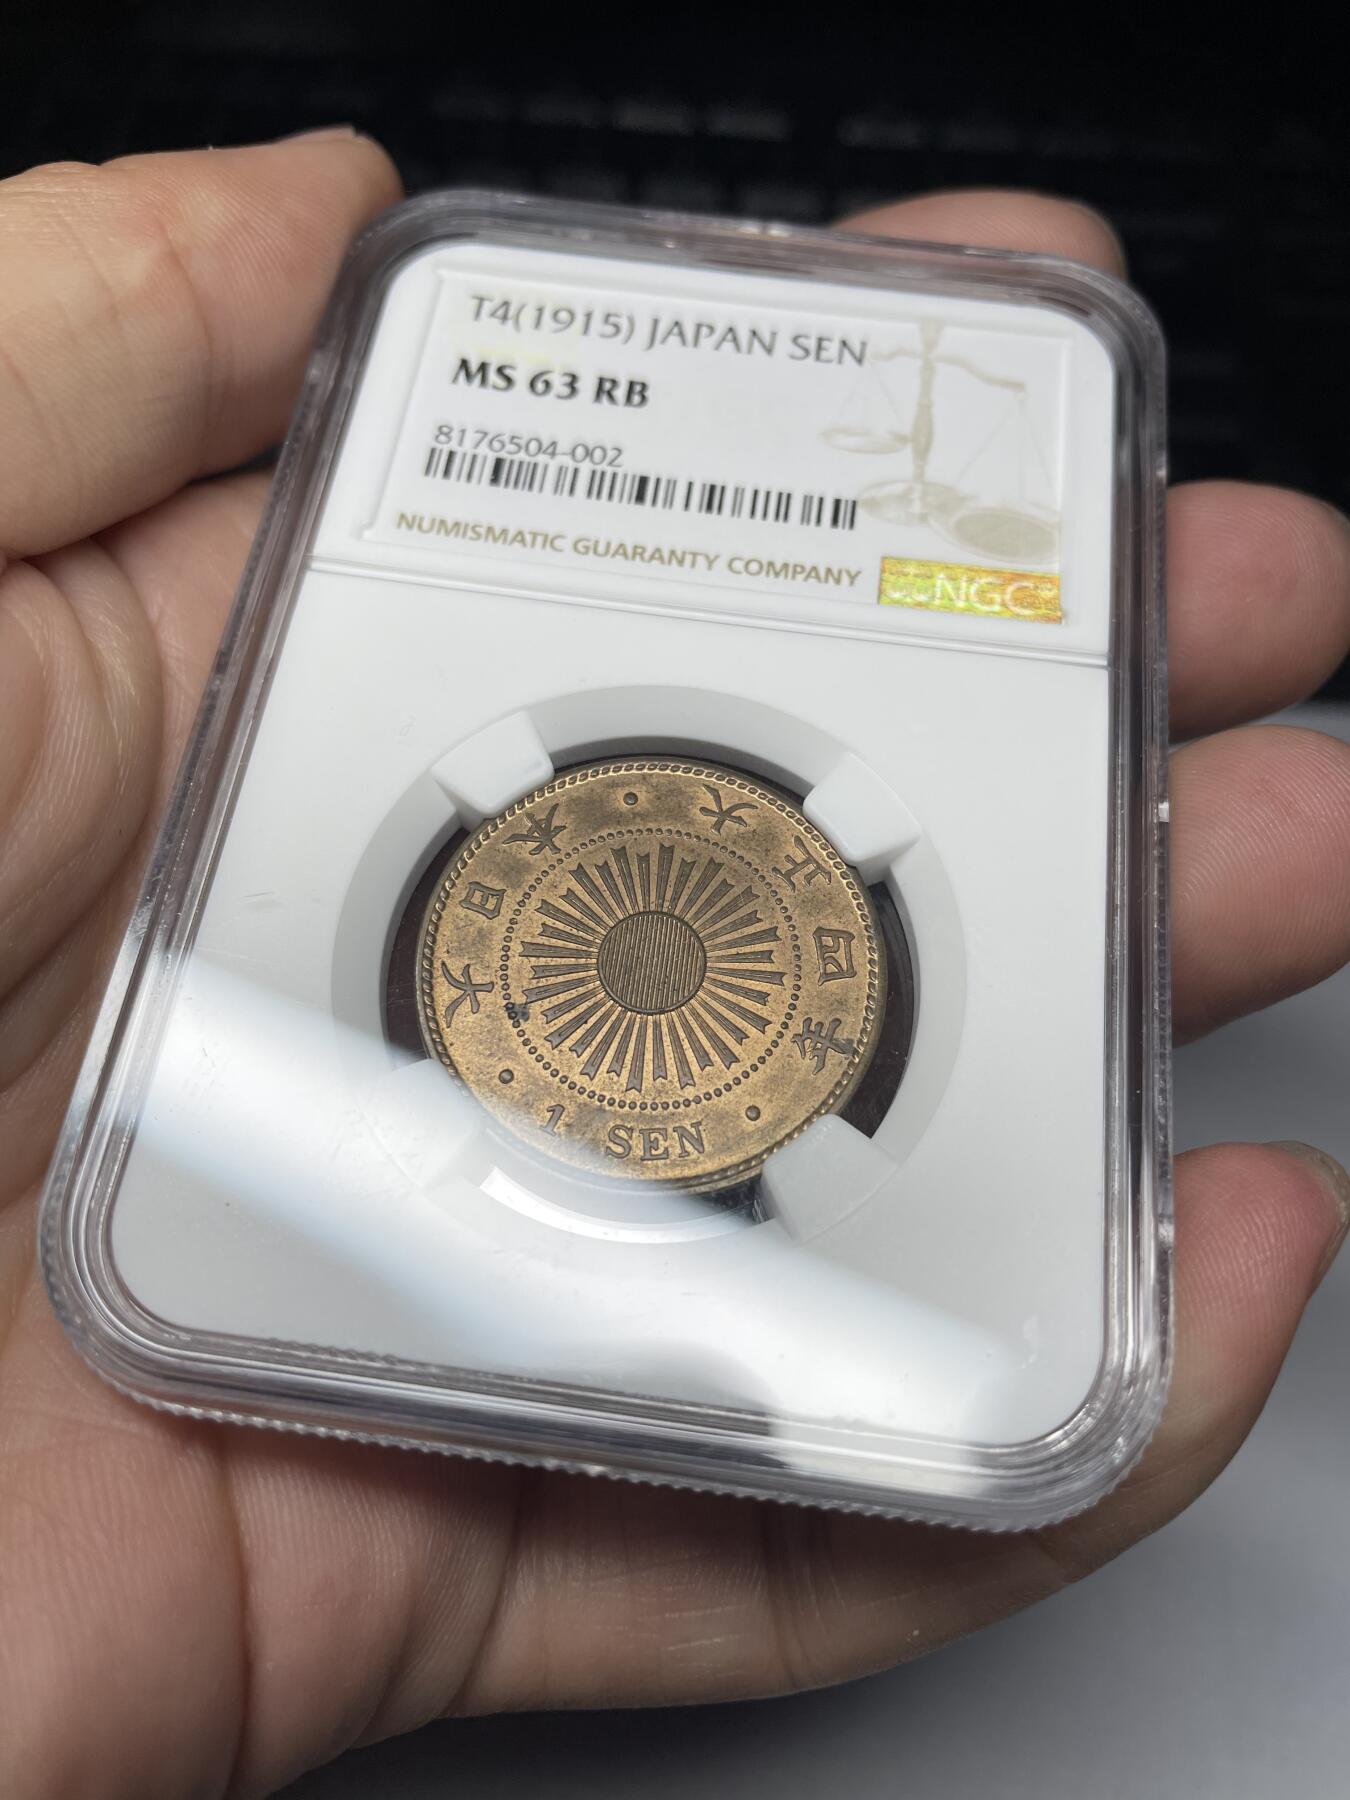 T4(1915) JAPAN SEN
MS 63 RB
8176504-002
NUMISMATIC GUARANTY COMPANY
NGC
大日本 • 大正四年 •
1 SEN •